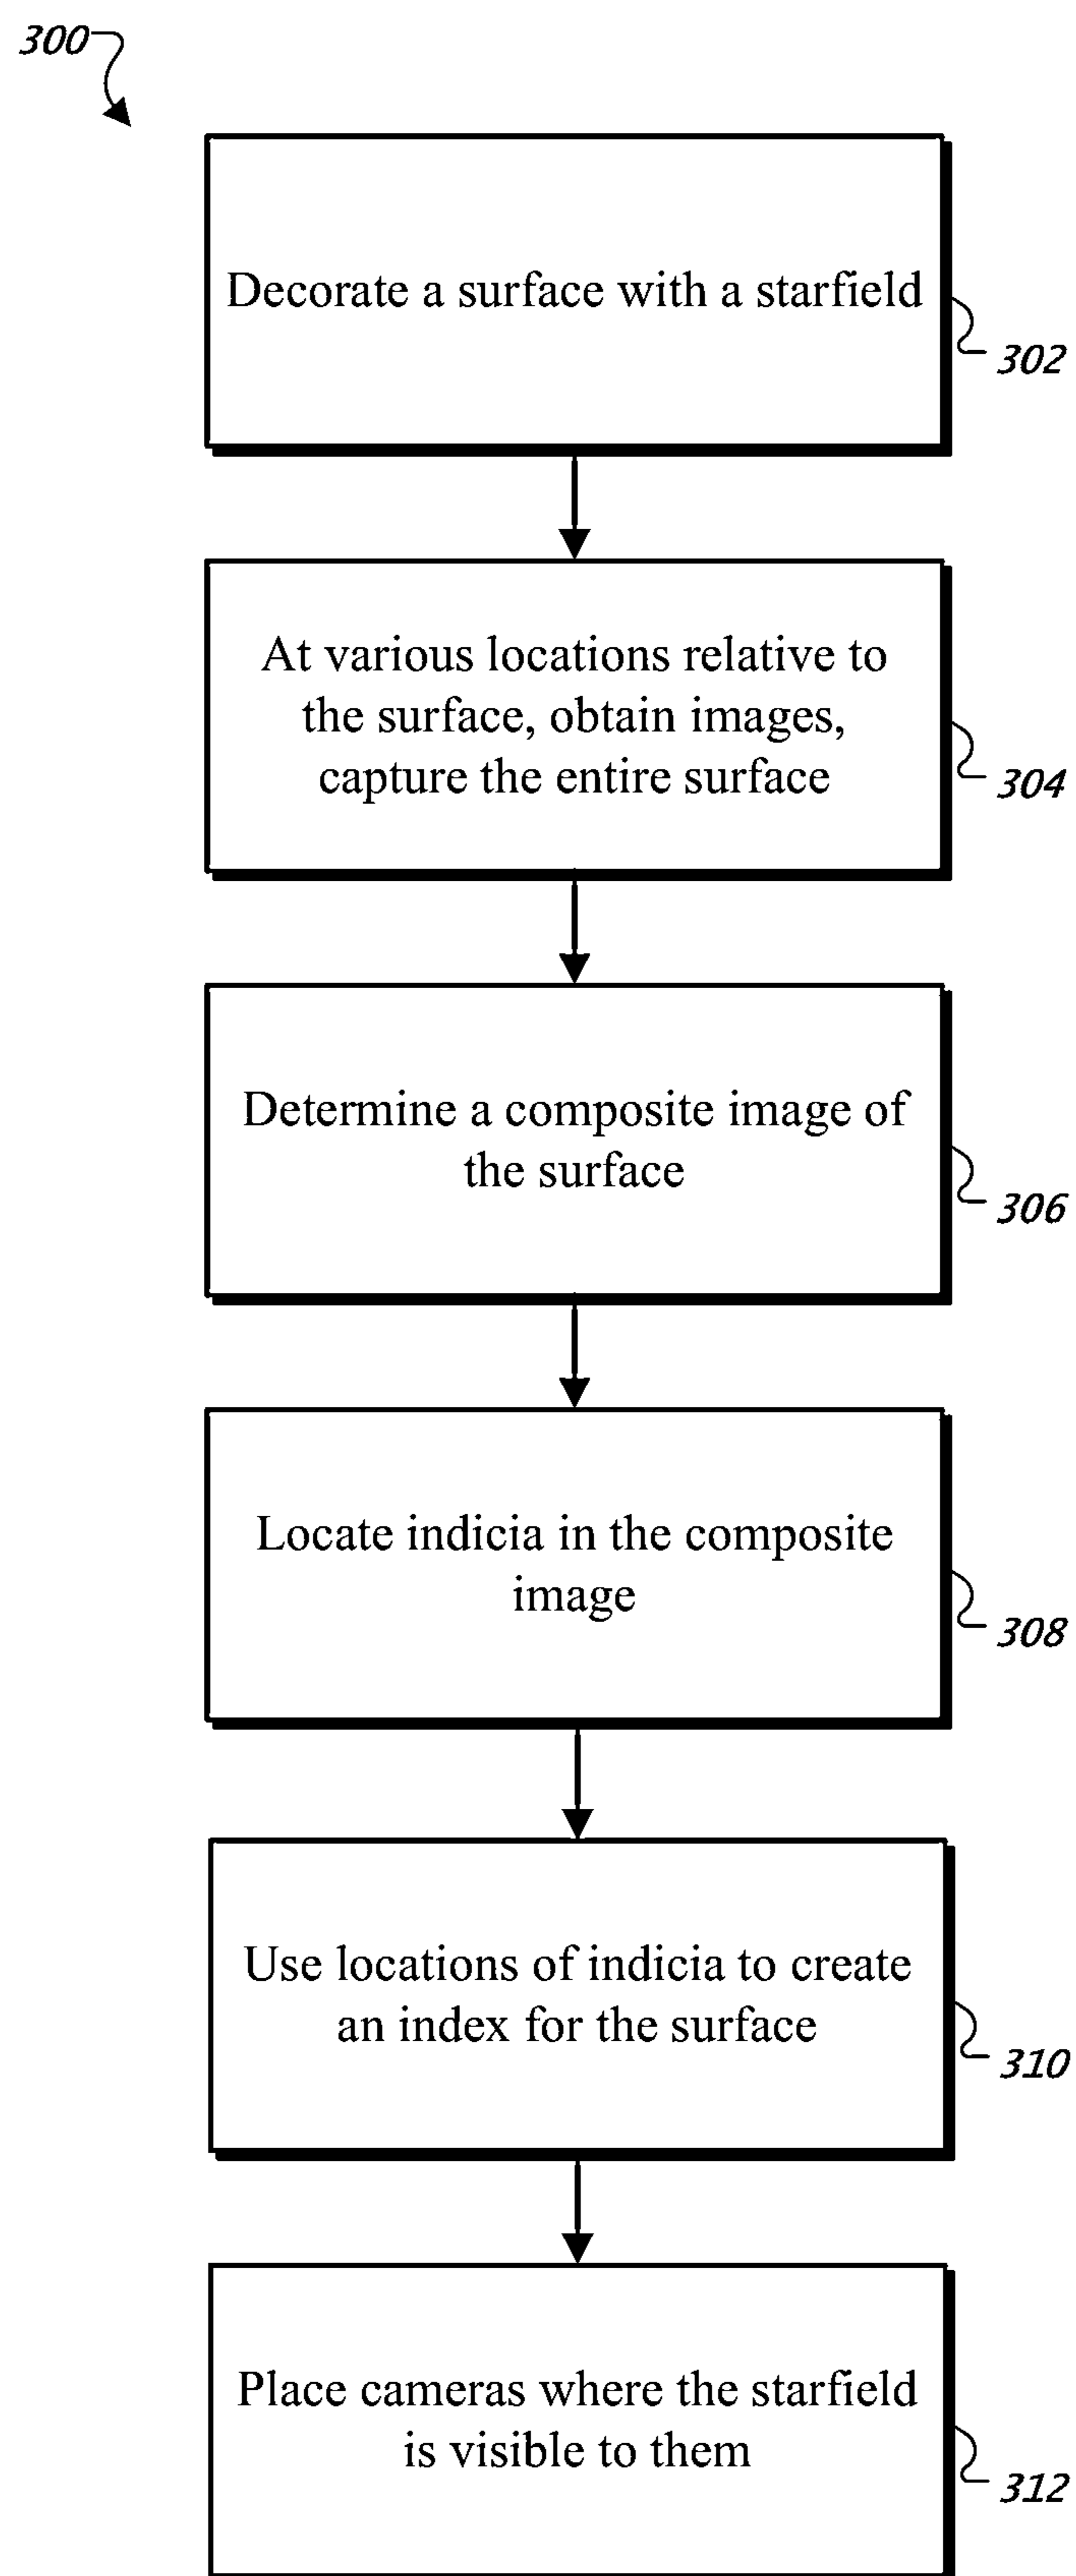 300
Decorate a surface with a starfield
302
At various locations relative to
the surface, obtain images,
capture the entire surface
304
Determine a composite image of
the surface
306
Locate indicia in the composite
image
308
Use locations of indicia to create
an index for the surface
310
Place cameras where the starfield
is visible to them
312